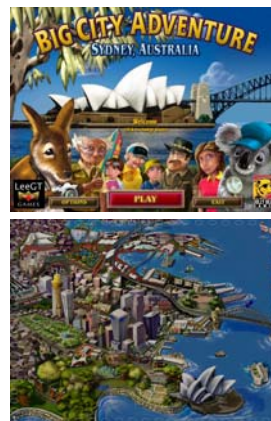 BIG CITY ADVENTURE
SYDNEY, AUSTRALIA
LeeGT
GAMES
OPTIONS
PLAY
EXIT